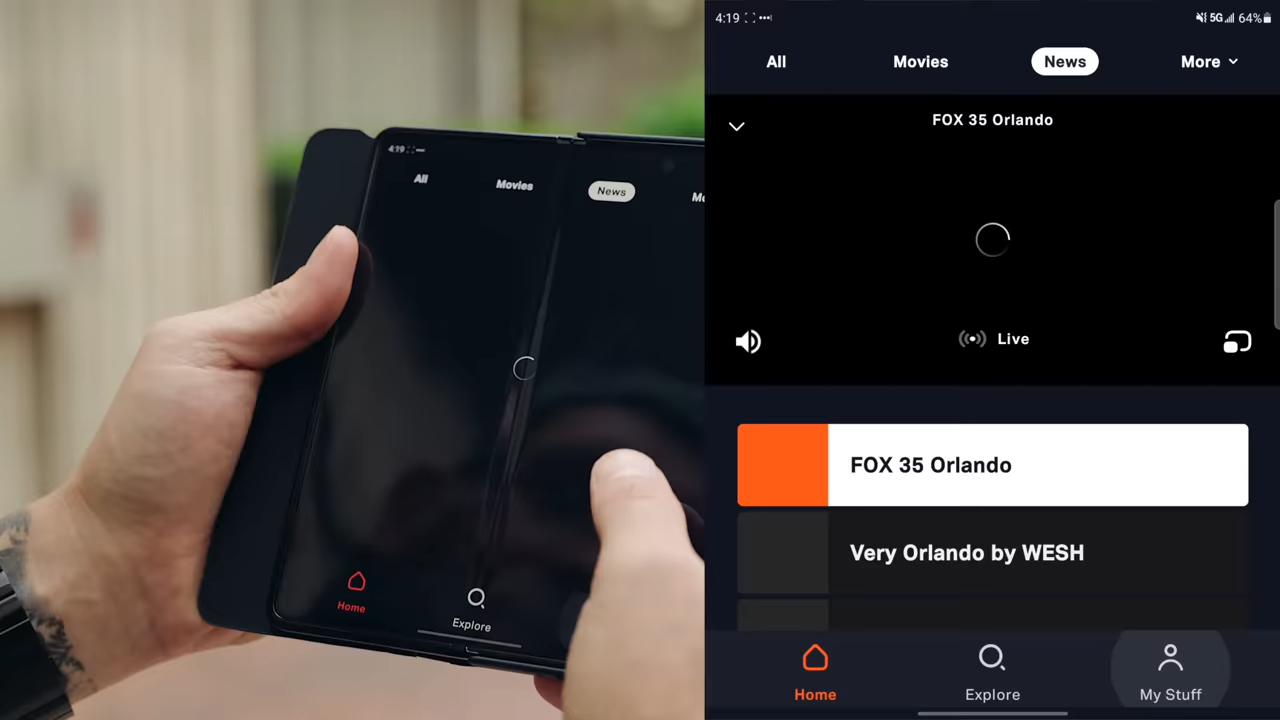 4:19
All
Movies
News
Home
Explore
4:19
5G 64%
All
Movies
News
More
FOX 35 Orlando
Live
FOX 35 Orlando
Very Orlando by WESH
Home
Explore
My Stuff